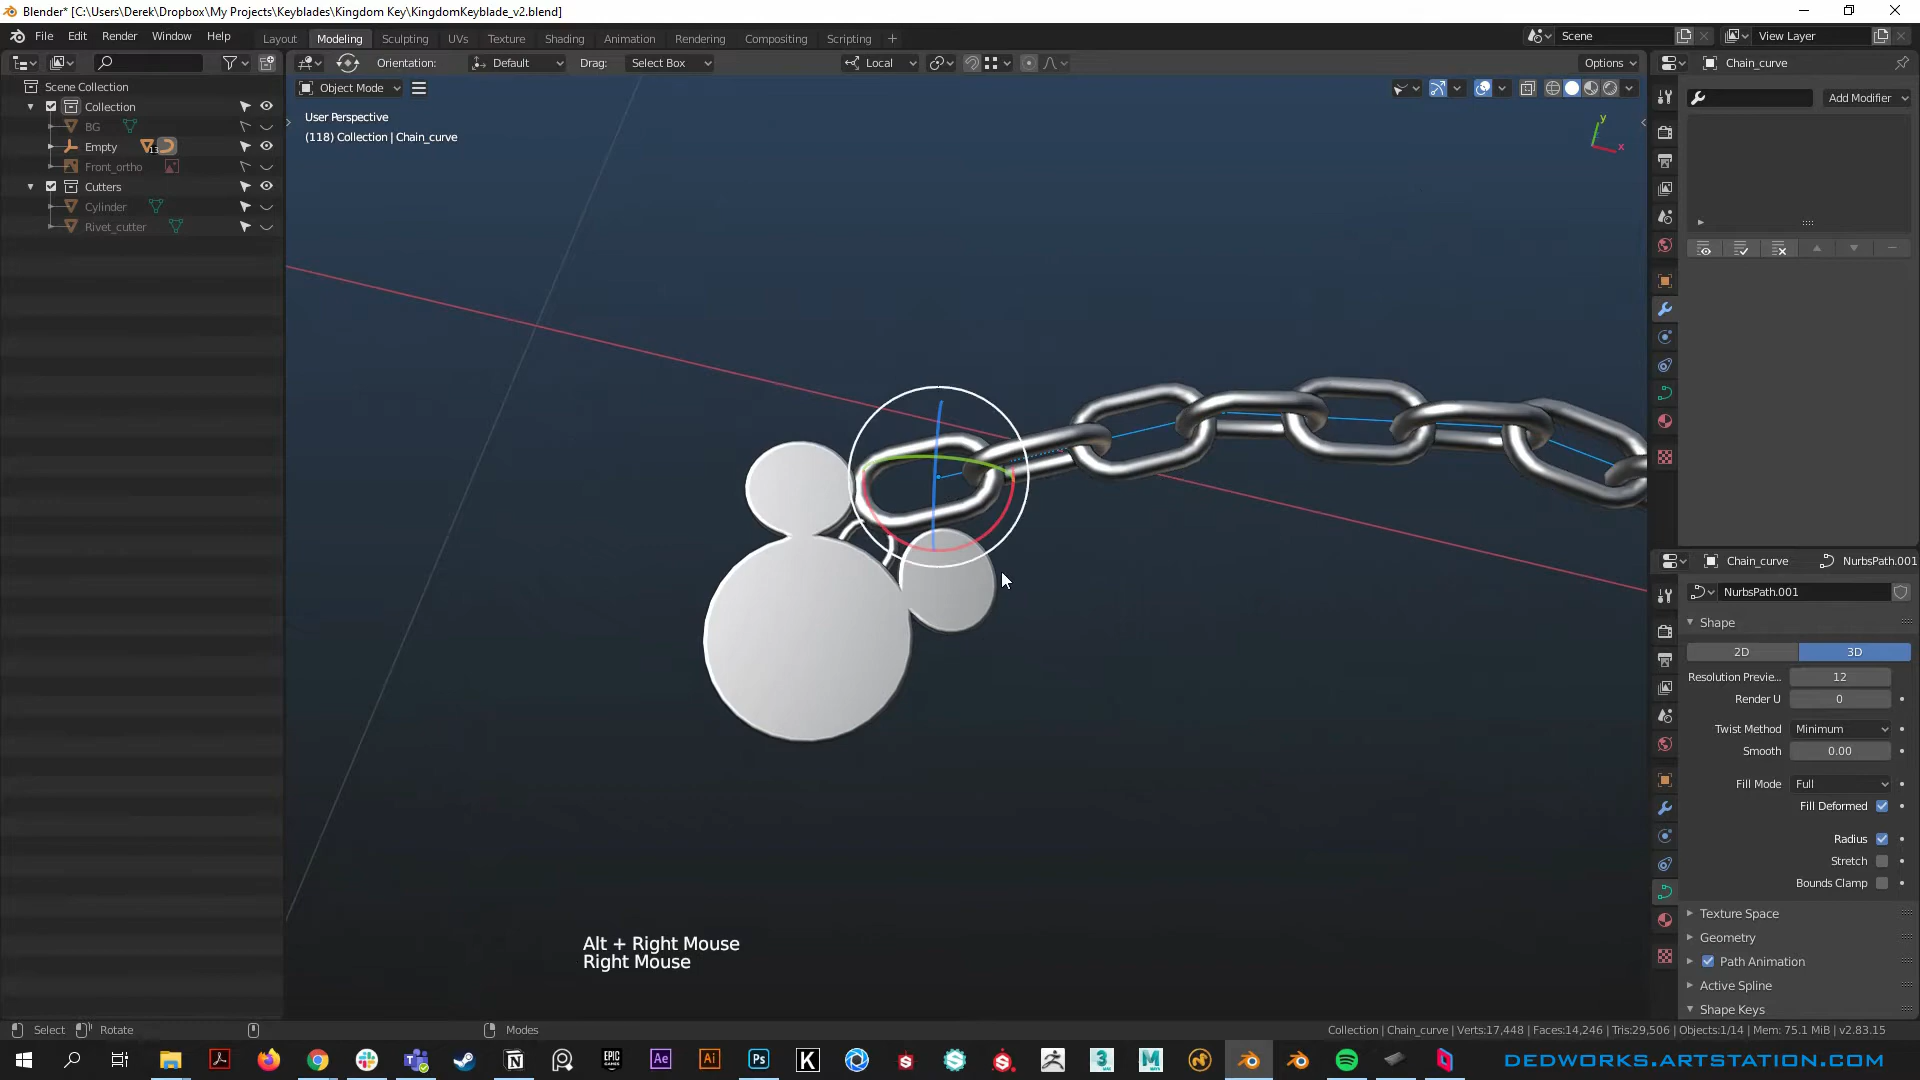 Blender* [C:\Users\Derek\Dropbox\My Projects\Keyblades\Kingdom Key\KingdomKeyblade_v2.blend]
File Edit Render Window Help Layout Modeling Sculpting UVs Texture Shading Animation Rendering Compositing Scripting + Scene View Layer
Orientation: Default Drag: Select Box Local Options Chain_curve
Scene Collection
Object Mode
Add Modifier
Collection
User Perspective
BG
(118) Collection | Chain_curve
Empty 13
Front_ortho
Cutters
Cylinder
Rivet_cutter
y
x
Chain_curve NurbsPath.001
NurbsPath.001
Shape
2D 3D
Resolution Previe... 12
Render U 0
Twist Method Minimum
Smooth 0.00
Fill Mode Full
Fill Deformed
Radius
Stretch
Bounds Clamp
Texture Space
Geometry
Path Animation
Active Spline
Shape Keys
Alt + Right Mouse
Right Mouse
Select Rotate Modes Collection | Chain_curve | Verts:17,448 | Faces:14,246 | Tris:29,506 | Objects:1/14 | Mem: 75.1 MiB | v2.83.15
DEDWORKS.ARTSTATION.COM